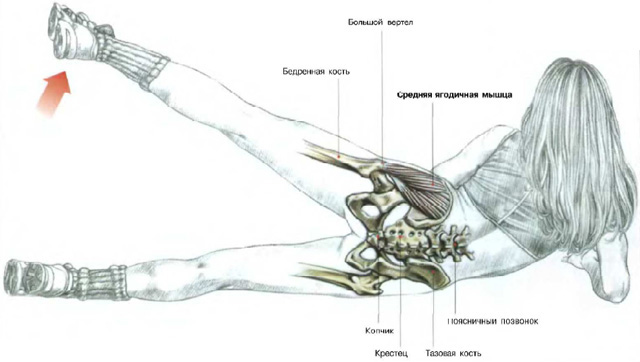 Большой вертел
Бедренная кость
Средняя ягодичная мышца
Поясничный позвонок
Копчик
Крестец
Тазовая кость